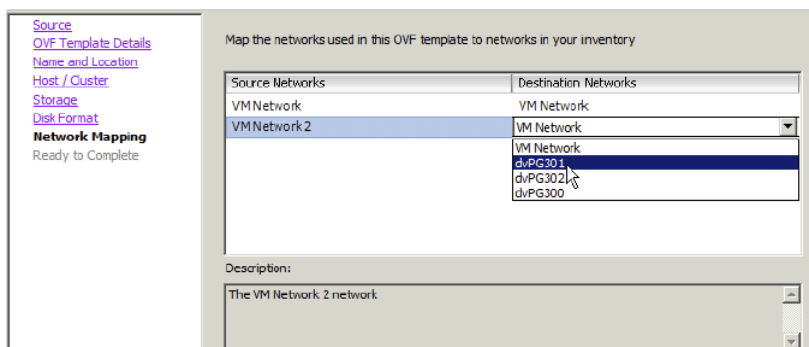 Source
OVF Template Details
Name and Location
Host / Cluster
Storage
Disk Format
Network Mapping
Ready to Complete
Map the networks used in this OVF template to networks in your inventory
Source Networks Destination Networks
VM Network VM Network
VM Network 2 VM Network
VM Network
dvPG301
dvPG302
dvPG300
Description:
The VM Network 2 network